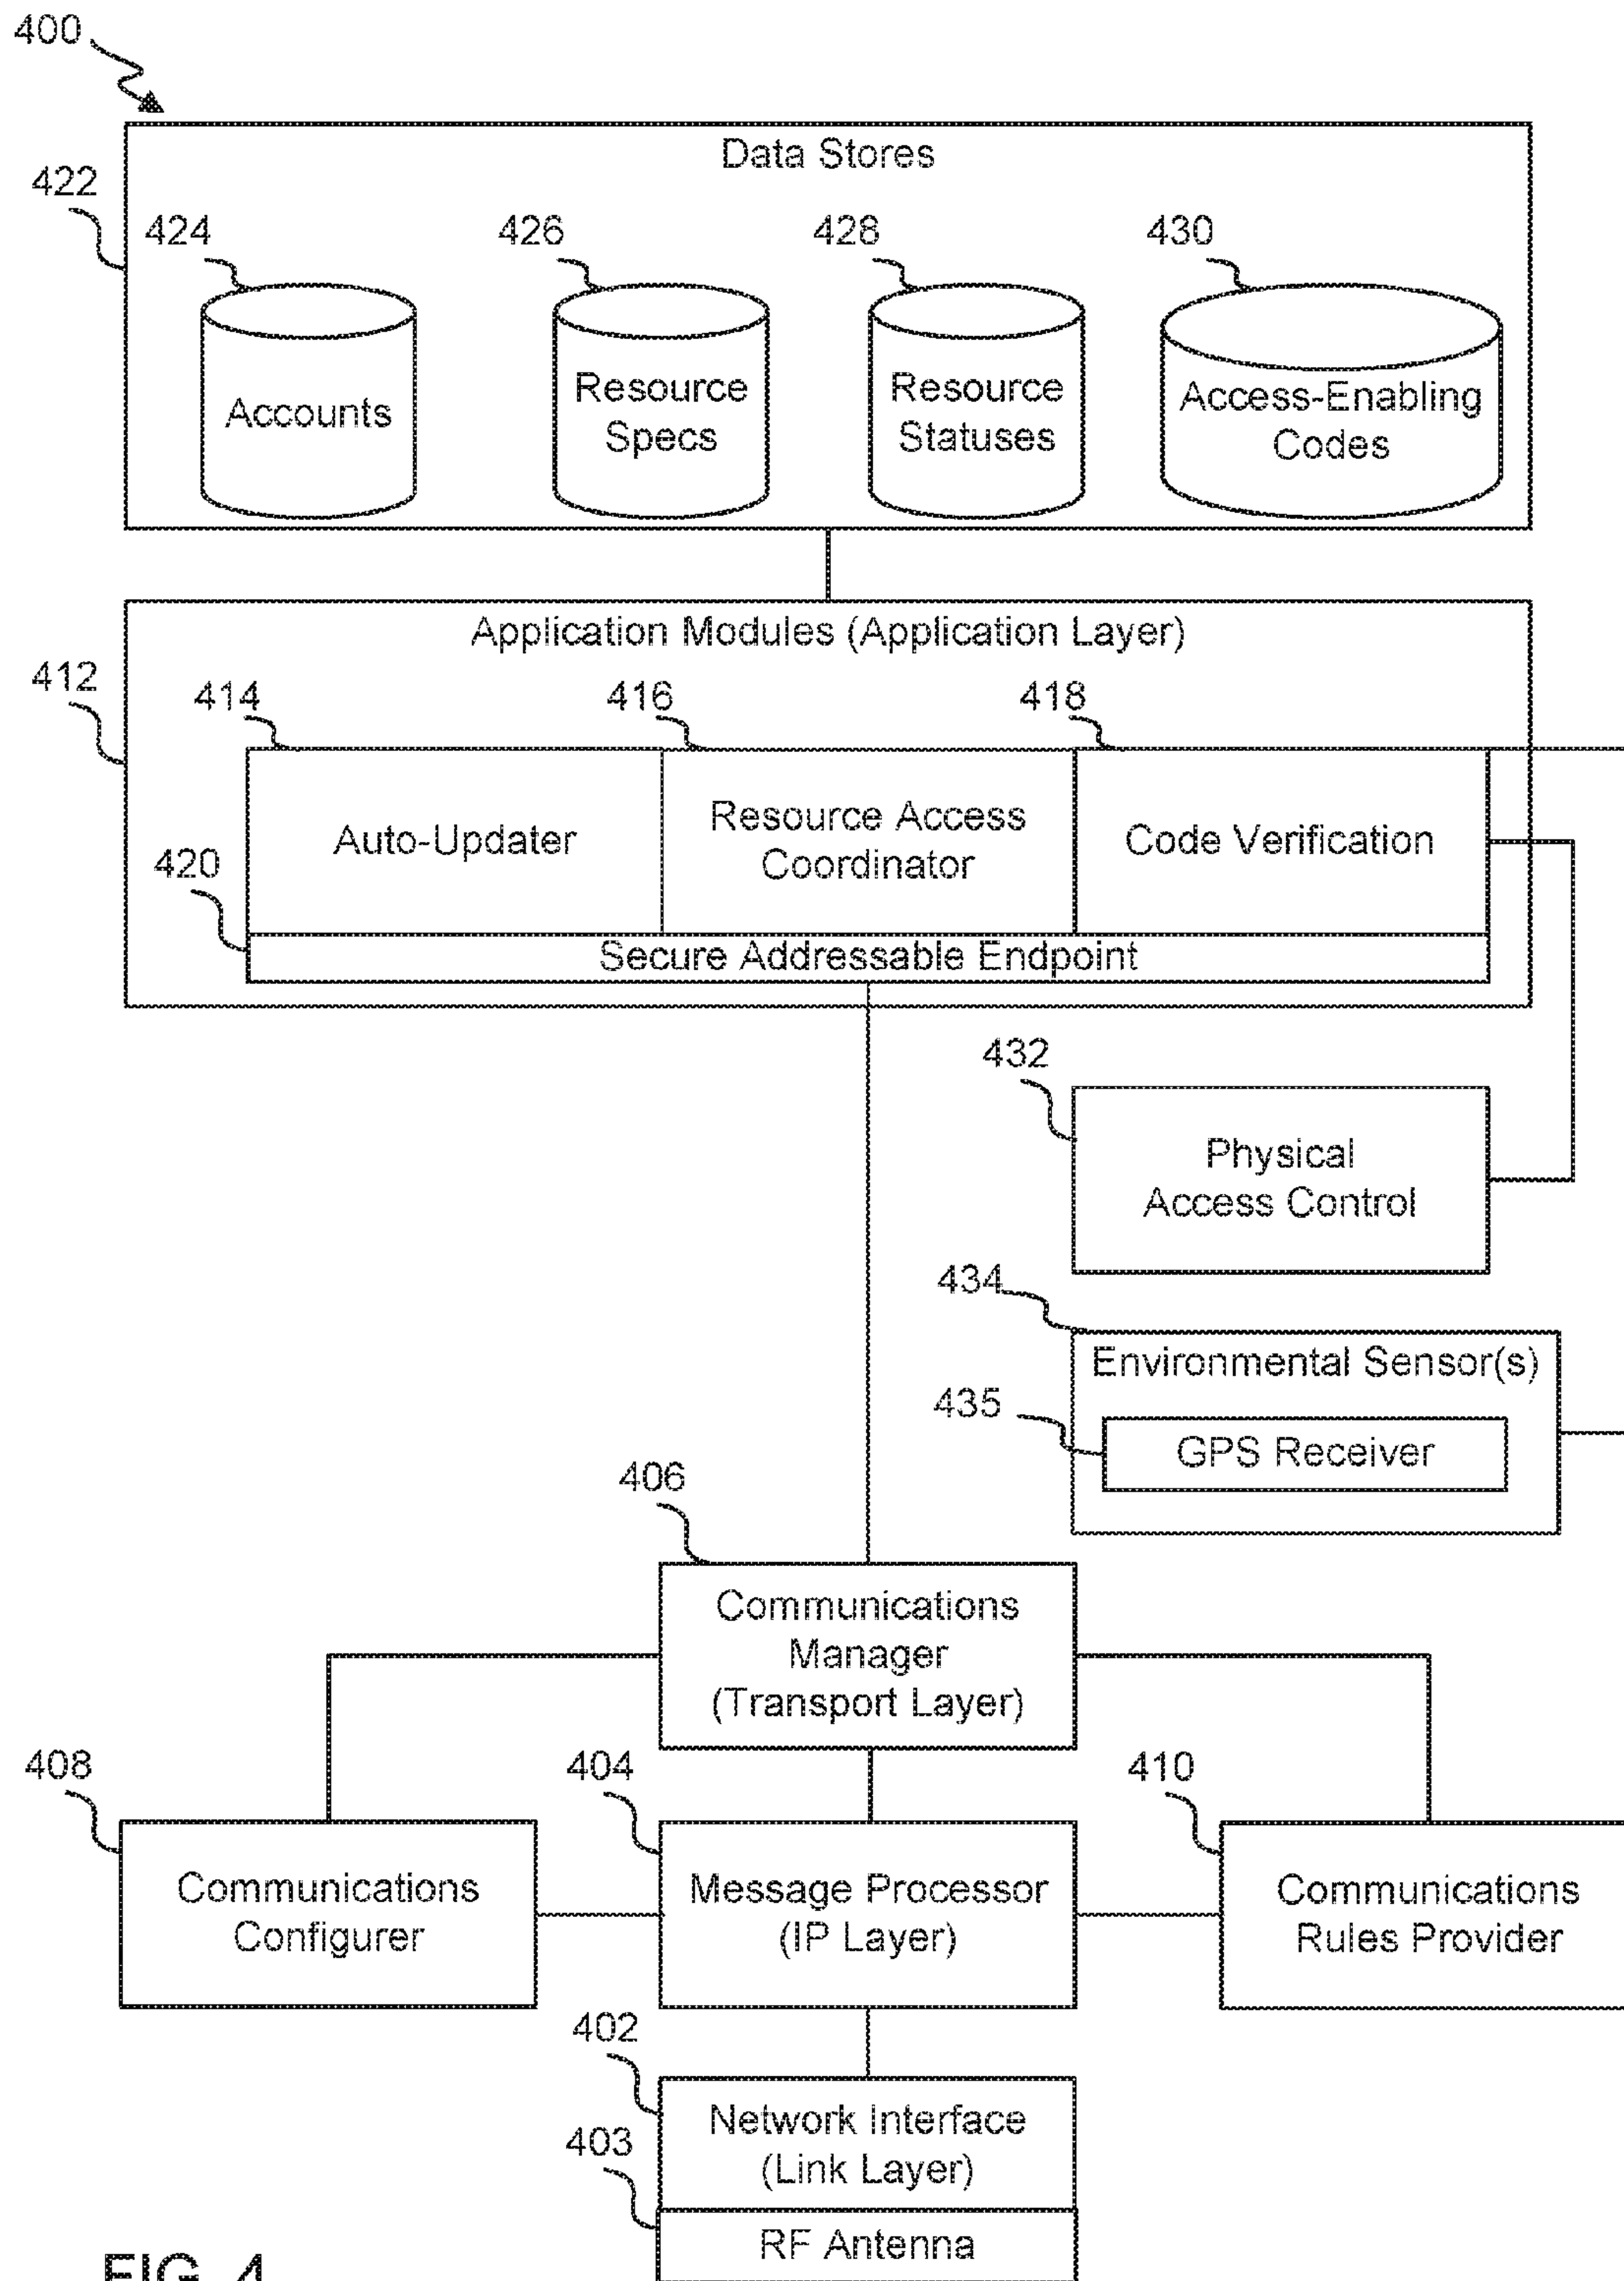 400
Data Stores
422
424
426
428
430
Accounts
Resource
Specs
Resource
Statuses
Access-Enabling
Codes
Application Modules (Application Layer)
412
414
416
418
Auto-Updater
Resource Access
Coordinator
Code Verification
420
Secure Addressable Endpoint
432
Physical
Access Control
434
Environmental Sensor(s)
435
GPS Receiver
406
Communications
Manager
(Transport Layer)
408
404
410
Communications
Configurer
Message Processor
(IP Layer)
Communications
Rules Provider
402
Network Interface
(Link Layer)
403
RF Antenna
FIG. 4